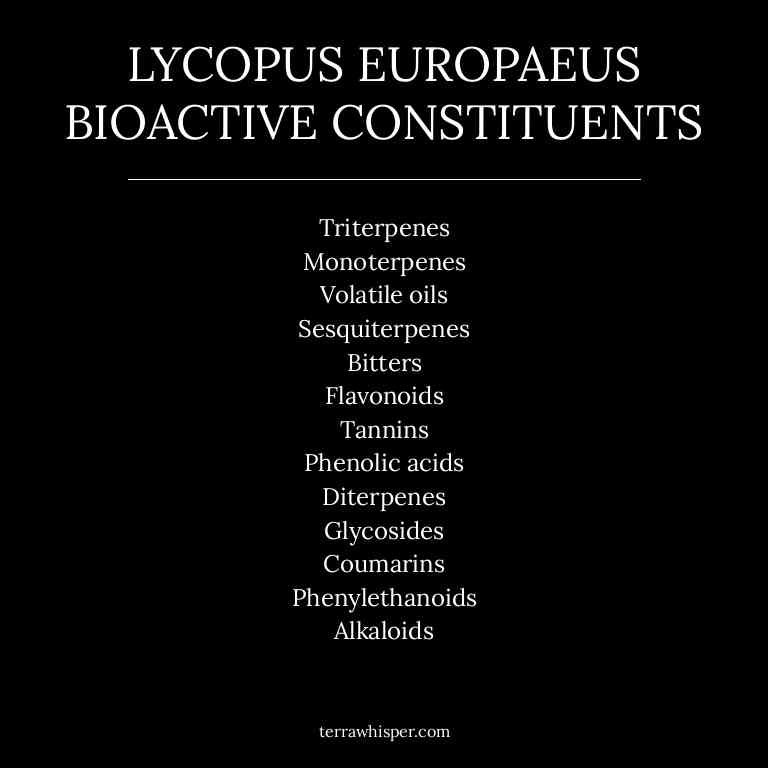 LYCOPUS EUROPAEUS
BIOACTIVE CONSTITUENTS
Triterpenes
Monoterpenes
Volatile oils
Sesquiterpenes
Bitters
Flavonoids
Tannins
Phenolic acids
Diterpenes
Glycosides
Coumarins
Phenylethanoids
Alkaloids
terrawhisper.com